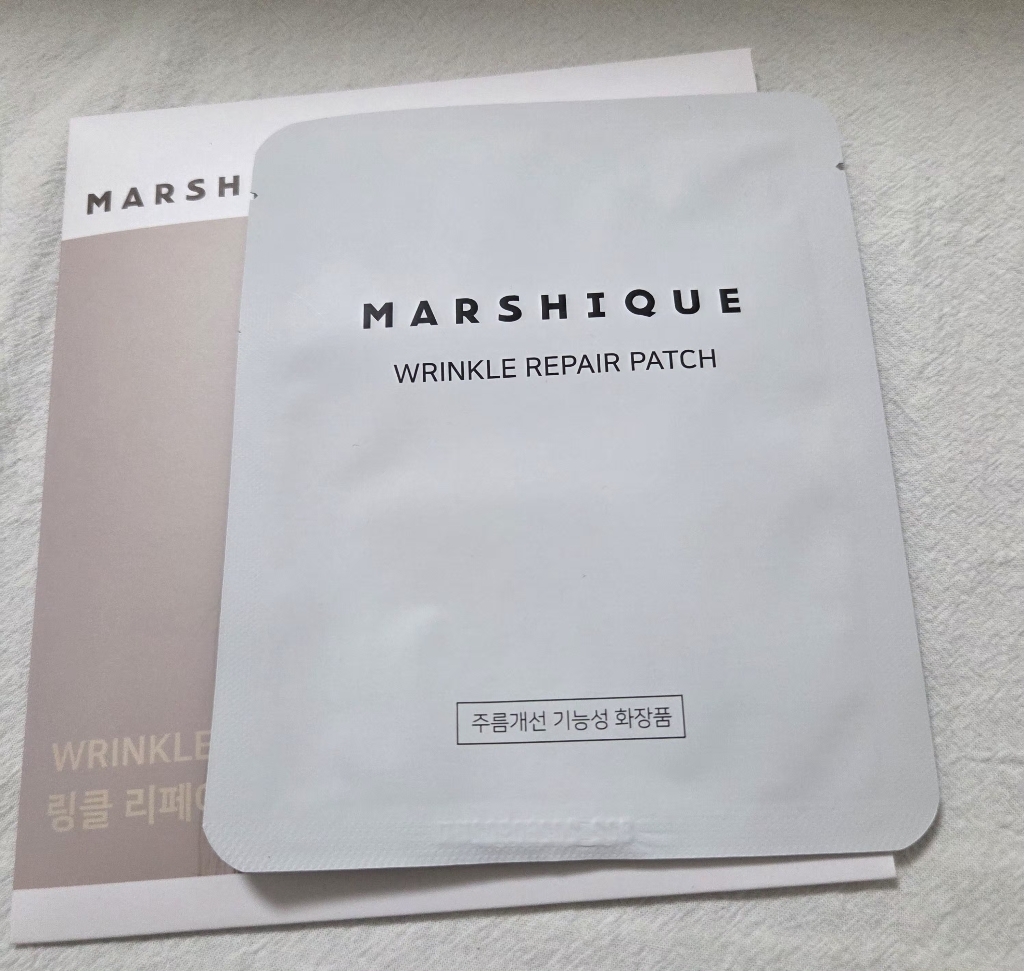 MARSH
MARSHIQUE
WRINKLE REPAIR PATCH
주름개선 기능성 화장품
WRINKLE
링클 리페